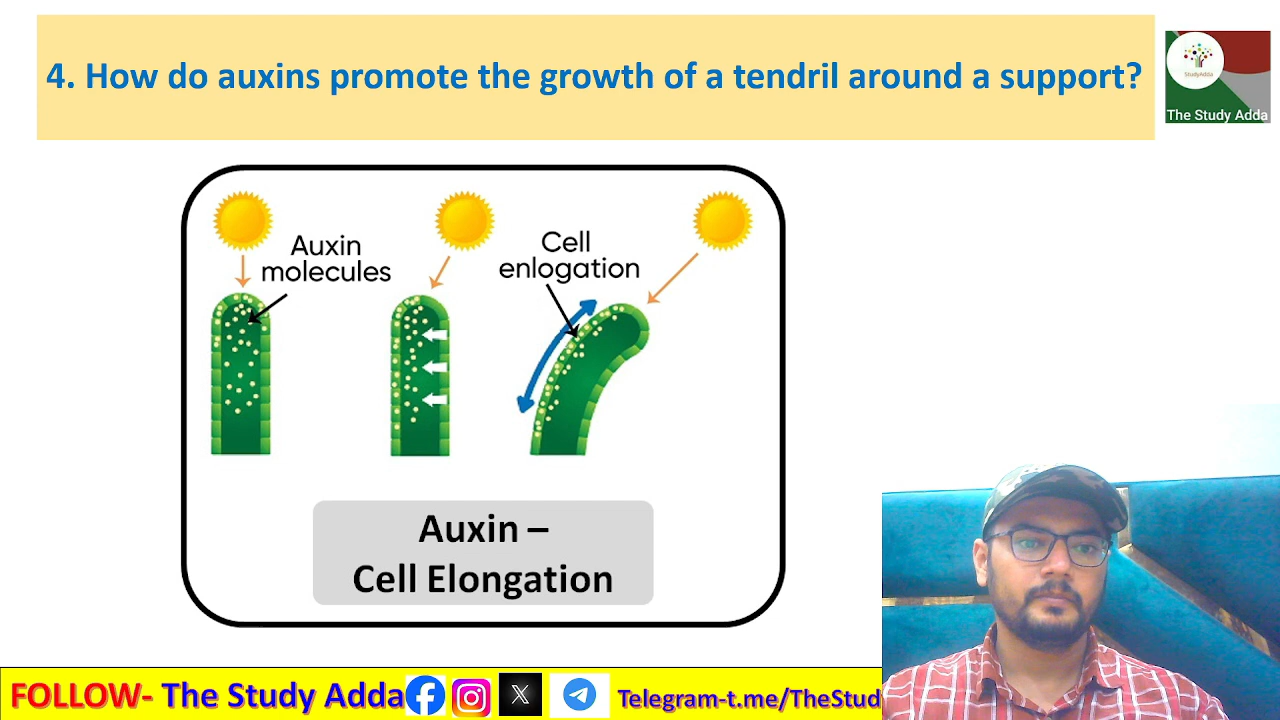 4. How do auxins promote the growth of a tendril around a support?
StudyAdda
The Study Adda
Auxin
molecules
Cell
enlogation
Auxin –
Cell Elongation
FOLLOW- The Study Adda
Telegram-t.me/TheStud